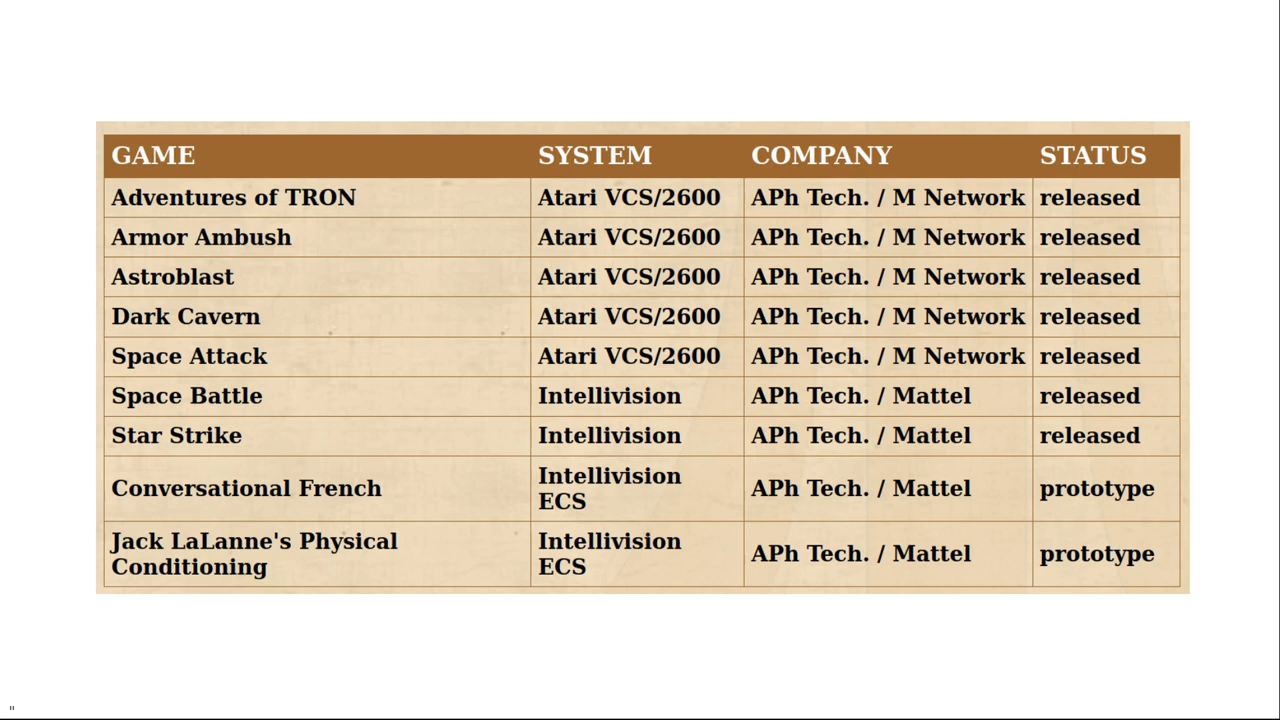 GAME SYSTEM COMPANY STATUS
Adventures of TRON Atari VCS/2600 APh Tech. / M Network released
Armor Ambush Atari VCS/2600 APh Tech. / M Network released
Astroblast Atari VCS/2600 APh Tech. / M Network released
Dark Cavern Atari VCS/2600 APh Tech. / M Network released
Space Attack Atari VCS/2600 APh Tech. / M Network released
Space Battle Intellivision APh Tech. / Mattel released
Star Strike Intellivision APh Tech. / Mattel released
Conversational French Intellivision ECS APh Tech. / Mattel prototype
Jack LaLanne's Physical Conditioning Intellivision ECS APh Tech. / Mattel prototype
"